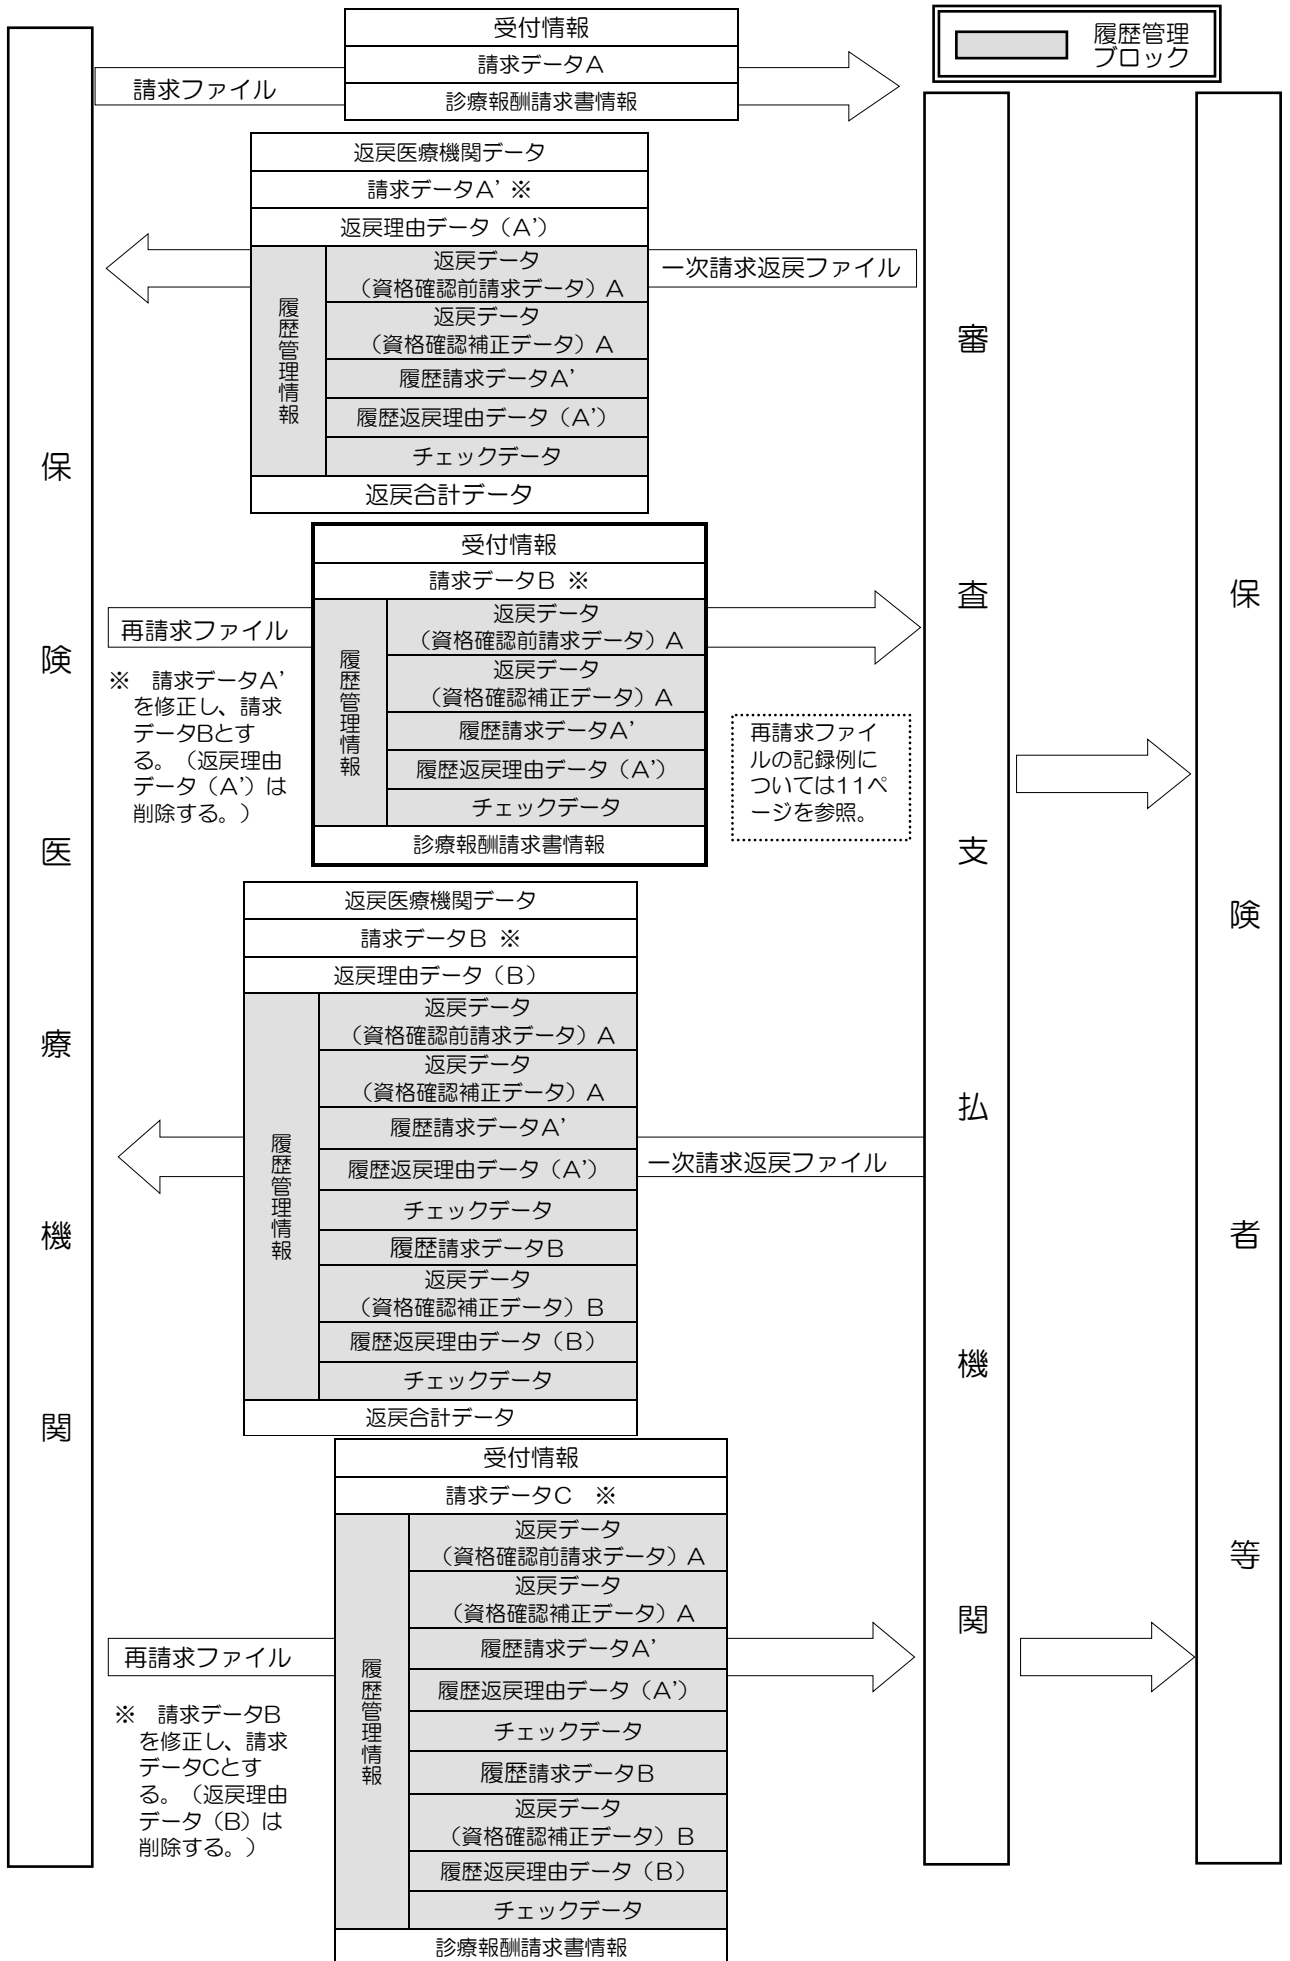 受付情報
請求データA
診療報酬請求書情報
請求ファイル
履歴管理
ブロック
返戻医療機関データ
請求データA’ ※
返戻理由データ（A’）
履歴管理情報
返戻データ
（資格確認前請求データ）A
返戻データ
（資格確認補正データ）A
履歴請求データA’
履歴返戻理由データ（A’）
チェックデータ
返戻合計データ
一次請求返戻ファイル
受付情報
請求データB ※
履歴管理情報
返戻データ
（資格確認前請求データ）A
返戻データ
（資格確認補正データ）A
履歴請求データA’
履歴返戻理由データ（A’）
チェックデータ
診療報酬請求書情報
再請求ファイル
※　請求データA’
を修正し、請求
データBとす
る。（返戻理由
データ（A’）は
削除する。）
再請求ファイ
ルの記録例に
ついては11ペ
ージを参照。
返戻医療機関データ
請求データB ※
返戻理由データ（B）
履歴管理情報
返戻データ
（資格確認前請求データ）A
返戻データ
（資格確認補正データ）A
履歴請求データA’
履歴返戻理由データ（A’）
チェックデータ
履歴請求データB
返戻データ
（資格確認補正データ）B
履歴返戻理由データ（B）
チェックデータ
返戻合計データ
一次請求返戻ファイル
受付情報
請求データC　※
履歴管理情報
返戻データ
（資格確認前請求データ）A
返戻データ
（資格確認補正データ）A
履歴請求データA’
履歴返戻理由データ（A’）
チェックデータ
履歴請求データB
返戻データ
（資格確認補正データ）B
履歴返戻理由データ（B）
チェックデータ
診療報酬請求書情報
再請求ファイル
※　請求データB
を修正し、請求
データCとす
る。（返戻理由
データ（B）は
削除する。）
保険医療機関
審査支払機関
保険者等